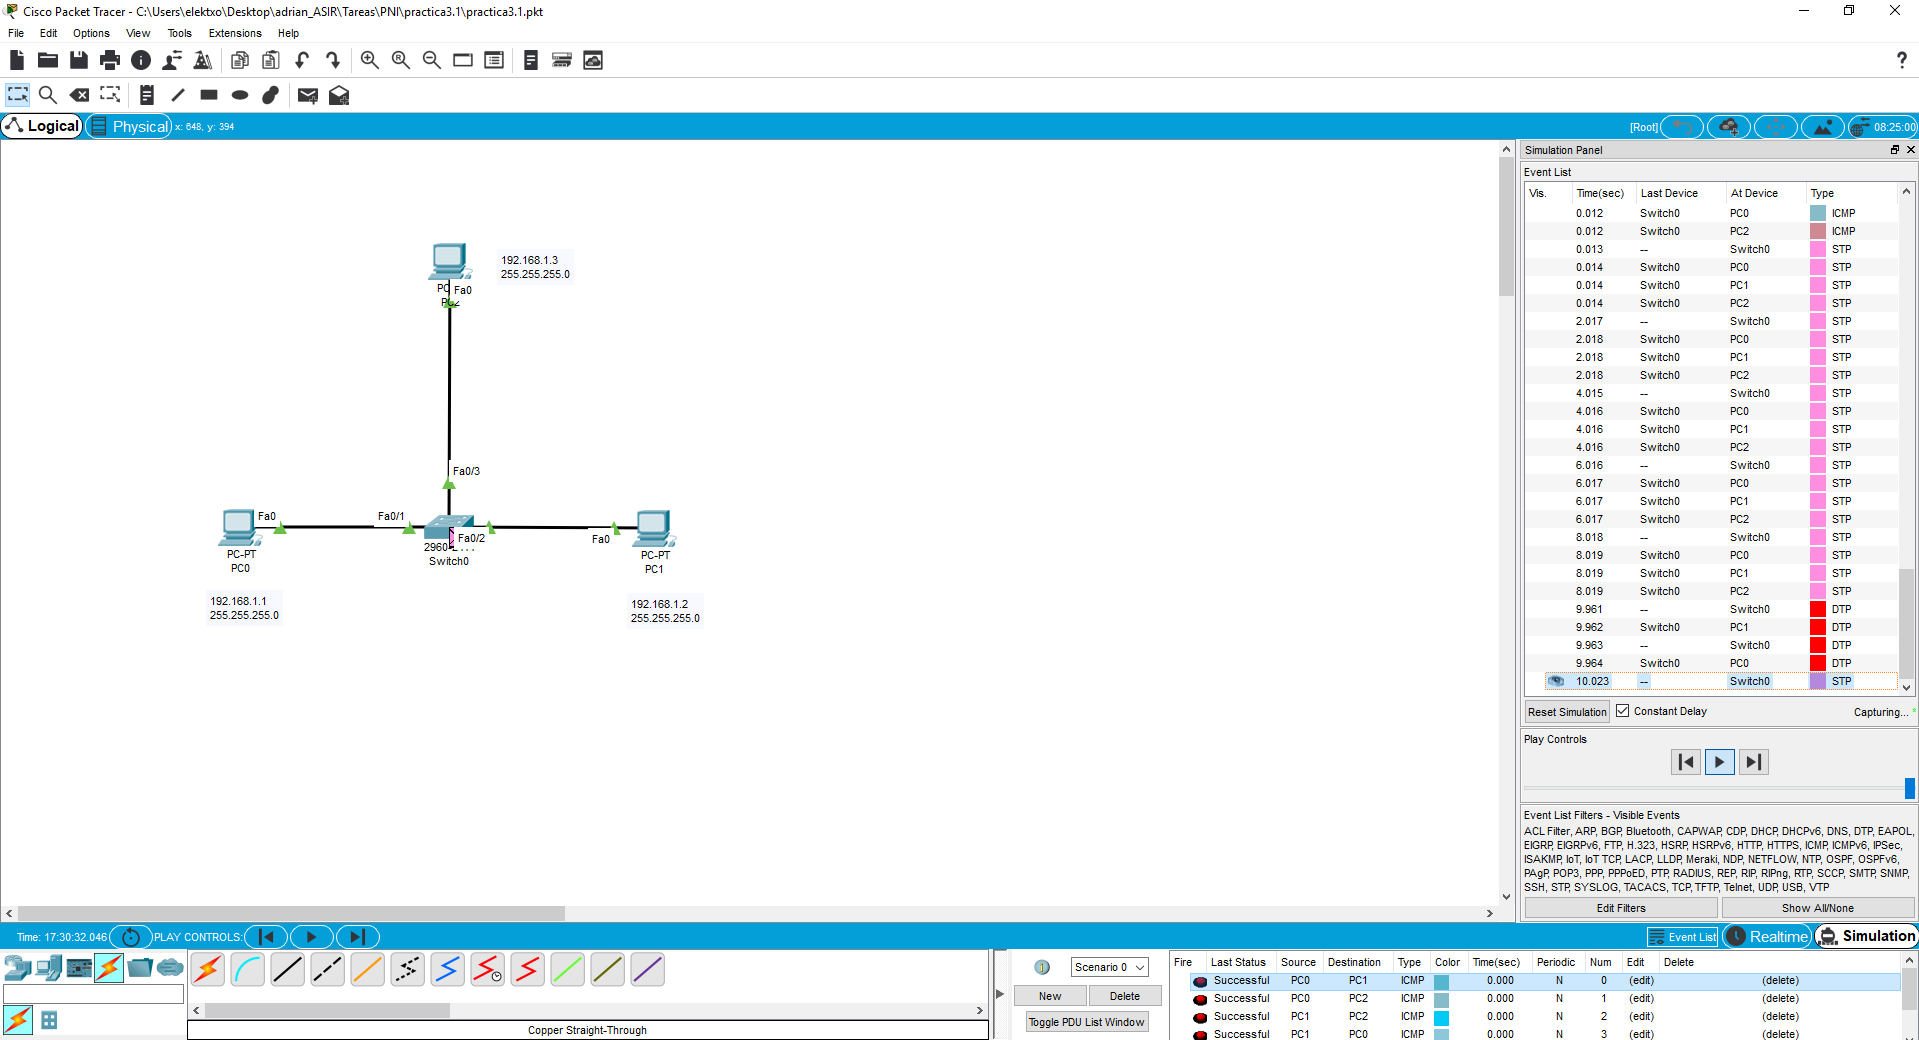 Cisco Packet Tracer - C:\Users\elektxo\Desktop\adrian_ASIR\Tareas\PNI\practica3.1\practica3.1.pkt
File Edit Options View Tools Extensions Help
Logical Physical x: 648, y: 394 [Root] 08:25:00
192.168.1.3
255.255.255.0
Fa0
Fa0/3
Fa0 Fa0/1
Fa0/2 Fa0
PC-PT
PC0
Switch0
PC-PT
PC1
192.168.1.1
255.255.255.0
192.168.1.2
255.255.255.0
Simulation Panel
Event List
Vis. Time(sec) Last Device At Device Type
0.012 Switch0 PC0 ICMP
0.012 Switch0 PC2 ICMP
0.013 -- Switch0 STP
0.014 Switch0 PC0 STP
0.014 Switch0 PC1 STP
0.014 Switch0 PC2 STP
2.017 -- Switch0 STP
2.018 Switch0 PC0 STP
2.018 Switch0 PC1 STP
2.018 Switch0 PC2 STP
4.015 -- Switch0 STP
4.016 Switch0 PC0 STP
4.016 Switch0 PC1 STP
4.016 Switch0 PC2 STP
6.016 -- Switch0 STP
6.017 Switch0 PC0 STP
6.017 Switch0 PC1 STP
6.017 Switch0 PC2 STP
8.018 -- Switch0 STP
8.019 Switch0 PC0 STP
8.019 Switch0 PC1 STP
8.019 Switch0 PC2 STP
9.961 -- Switch0 DTP
9.962 Switch0 PC1 DTP
9.963 -- Switch0 DTP
9.964 Switch0 PC0 DTP
10.023 -- Switch0 STP
Reset Simulation Constant Delay Capturing...
Play Controls
Event List Filters - Visible Events
ACL Filter, ARP, BGP, Bluetooth, CAPWAP, CDP, DHCP, DHCPv6, DNS, DTP, EAPOL,
EIGRP, EIGRPv6, FTP, H.323, HSRP, HSRPv6, HTTP, HTTPS, ICMP, ICMPv6, IPSec,
ISAKMP, IoT, IoT TCP, LACP, LLDP, Meraki, NDP, NETFLOW, NTP, OSPF, OSPFv6,
PAgP, POP3, PPP, PPPoED, PTP, RADIUS, REP, RIP, RIPng, RTP, SCCP, SMTP, SNMP,
SSH, STP, SYSLOG, TACACS, TCP, TFTP, Telnet, UDP, USB, VTP
Edit Filters Show All/None
Time: 17:30:32.046 PLAY CONTROLS: Event List Realtime Simulation
Copper Straight-Through
Scenario 0
New Delete
Toggle PDU List Window
Fire Last Status Source Destination Type Color Time(sec) Periodic Num Edit Delete
Successful PC0 PC1 ICMP 0.000 N 0 (edit) (delete)
Successful PC0 PC2 ICMP 0.000 N 1 (edit) (delete)
Successful PC1 PC2 ICMP 0.000 N 2 (edit) (delete)
Successful PC1 PC0 ICMP 0.000 N 3 (edit) (delete)